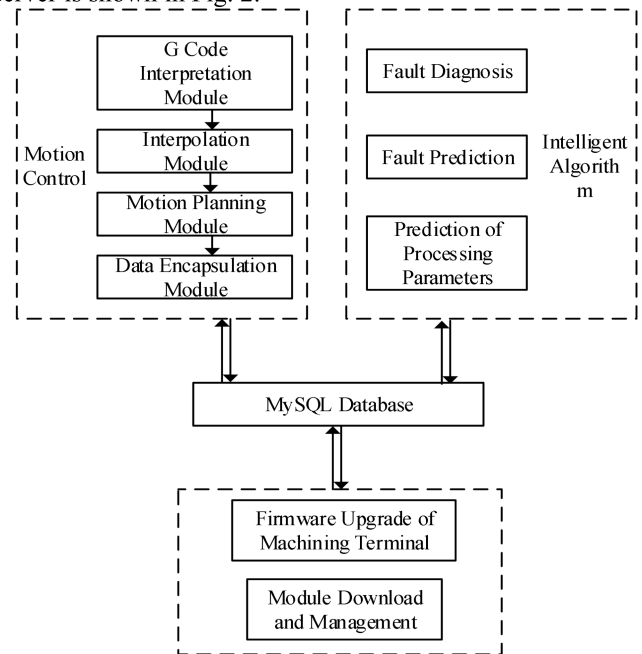 erver is shown in Fig. 2.
G Code
Interpretation
Module
Interpolation
Module
Motion Planning
Module
Data Encapsulation
Module
Motion
Control
Fault Diagnosis
Fault Prediction
Prediction of
Processing
Parameters
Intelligent
Algorith
m
MySQL Database
Firmware Upgrade of
Machining Terminal
Module Download
and Management